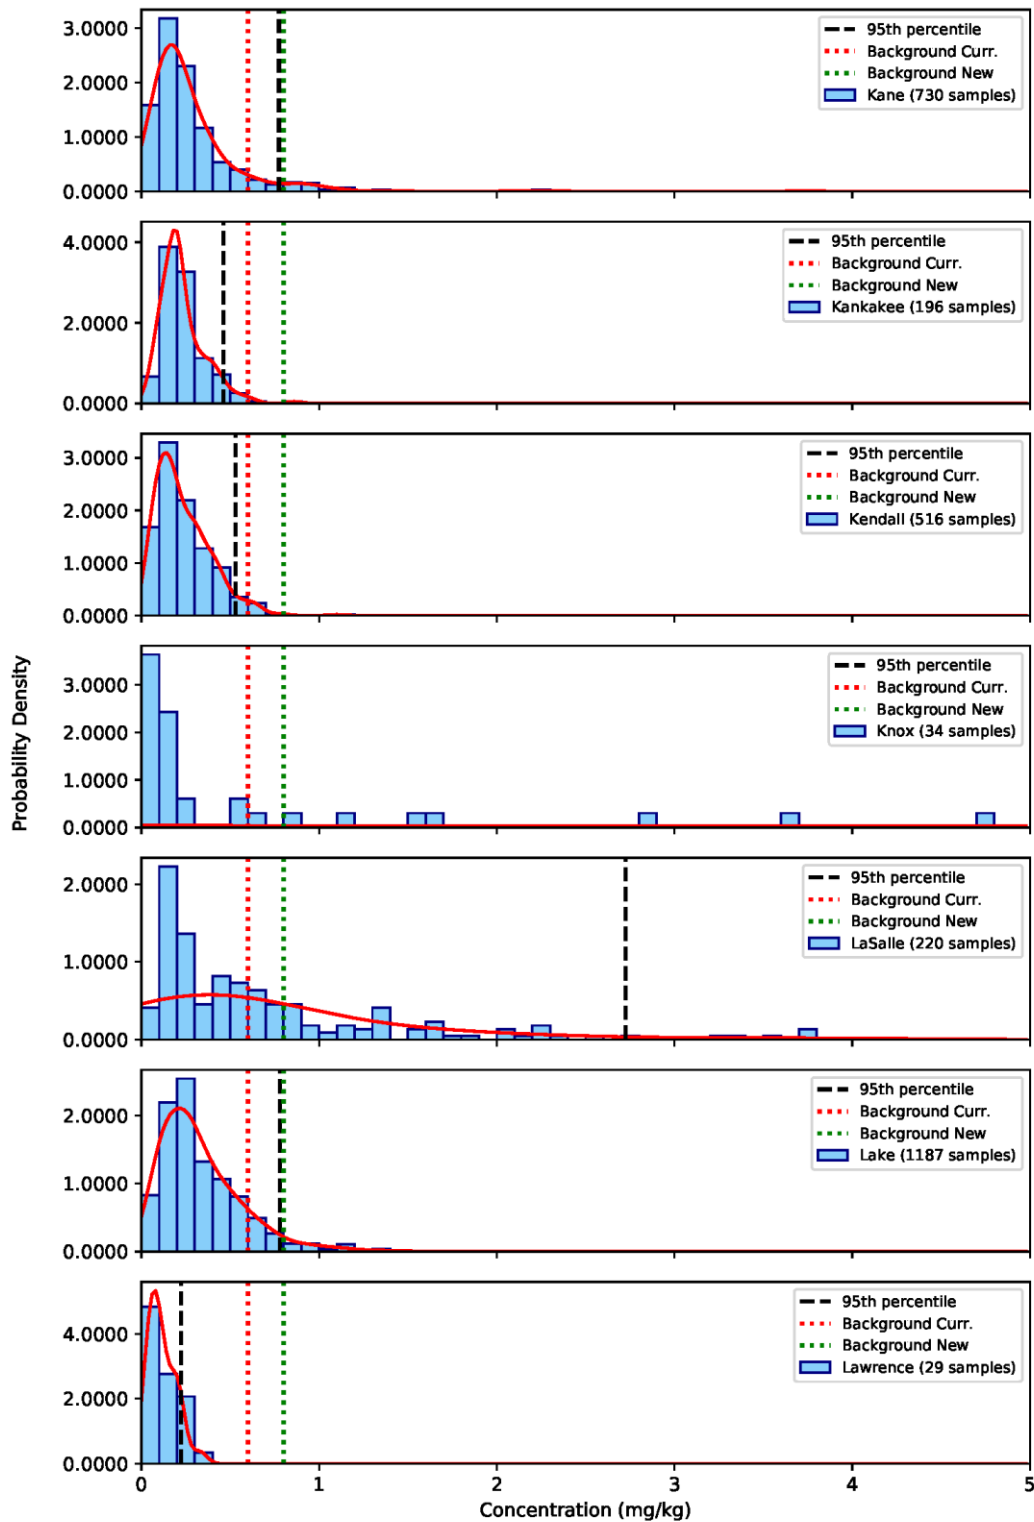 3.0000
2.0000
1.0000
0.0000
95th percentile
Background Curr.
Background New
Kane (730 samples)
4.0000
2.0000
0.0000
95th percentile
Background Curr.
Background New
Kankakee (196 samples)
3.0000
2.0000
1.0000
0.0000
95th percentile
Background Curr.
Background New
Kendall (516 samples)
Probability Density
3.0000
2.0000
1.0000
0.0000
95th percentile
Background Curr.
Background New
Knox (34 samples)
2.0000
1.0000
0.0000
95th percentile
Background Curr.
Background New
LaSalle (220 samples)
2.0000
1.0000
0.0000
95th percentile
Background Curr.
Background New
Lake (1187 samples)
4.0000
2.0000
0.0000
95th percentile
Background Curr.
Background New
Lawrence (29 samples)
0 1 2 3 4 5
Concentration (mg/kg)